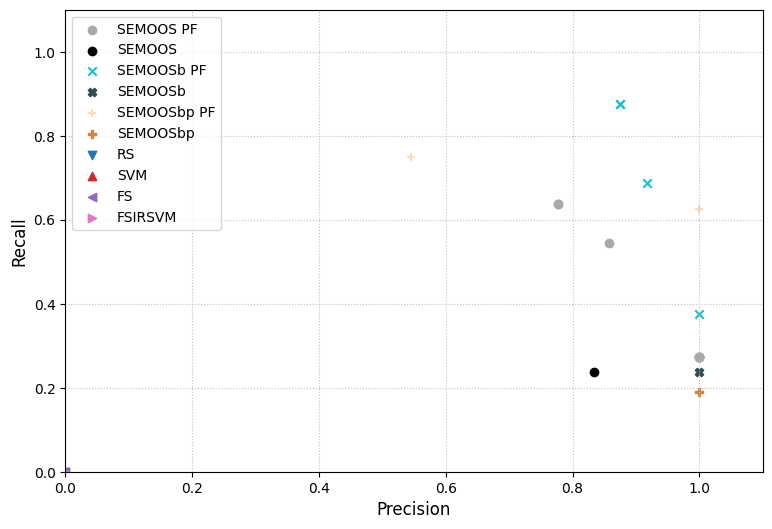 SEMOOS PF
SEMOOS
SEMOOSb PF
SEMOOSb
SEMOOSbp PF
SEMOOSbp
RS
SVM
FS
FSIRSVM
1.0
0.8
0.6
0.4
0.2
0.0
Recall
0.0 0.2 0.4 0.6 0.8 1.0
Precision